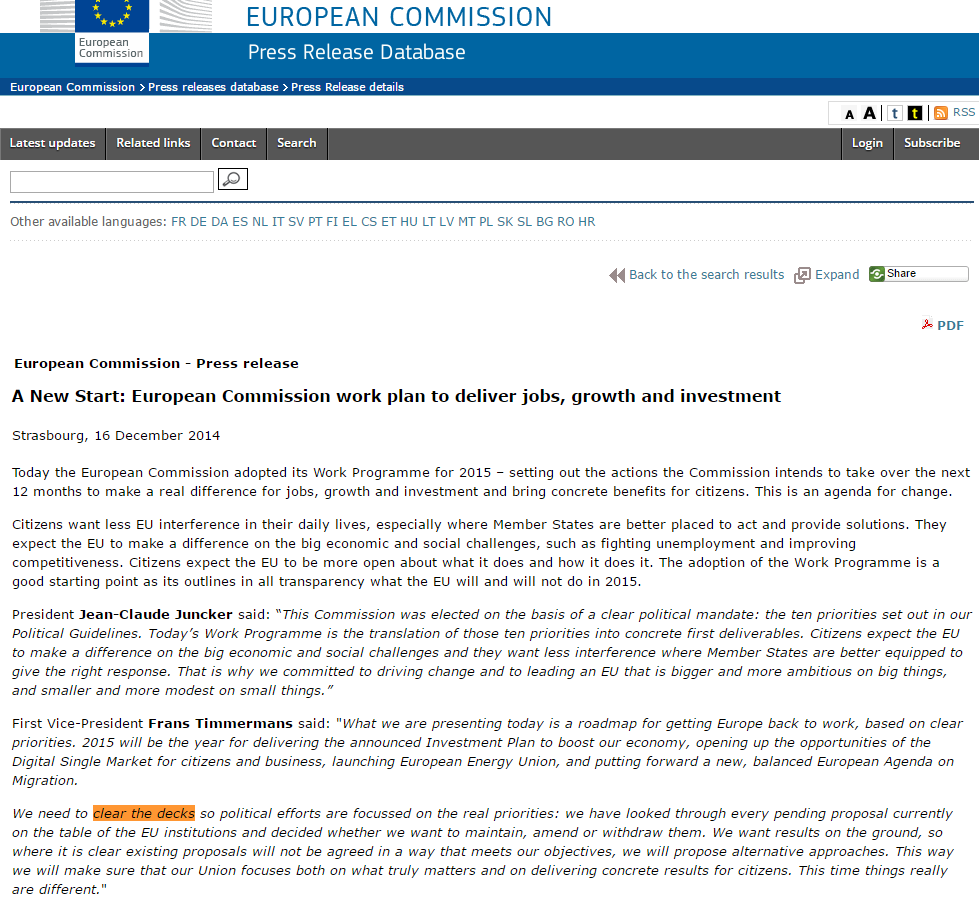 EUROPEAN COMMISSION
European
Commission
Press Release Database
European Commission > Press releases database > Press Release details
A A t t RSS
Latest updates Related links Contact Search Login Subscribe
Other available languages: FR DE DA ES NL IT SV PT FI EL CS ET HU LT LV MT PL SK SL BG RO HR
Back to the search results Expand Share
PDF
European Commission - Press release
A New Start: European Commission work plan to deliver jobs, growth and investment
Strasbourg, 16 December 2014
Today the European Commission adopted its Work Programme for 2015 – setting out the actions the Commission intends to take over the next
12 months to make a real difference for jobs, growth and investment and bring concrete benefits for citizens. This is an agenda for change.
Citizens want less EU interference in their daily lives, especially where Member States are better placed to act and provide solutions. They
expect the EU to make a difference on the big economic and social challenges, such as fighting unemployment and improving
competitiveness. Citizens expect the EU to be more open about what it does and how it does it. The adoption of the Work Programme is a
good starting point as its outlines in all transparency what the EU will and will not do in 2015.
President Jean-Claude Juncker said: “This Commission was elected on the basis of a clear political mandate: the ten priorities set out in our
Political Guidelines. Today’s Work Programme is the translation of those ten priorities into concrete first deliverables. Citizens expect the EU
to make a difference on the big economic and social challenges and they want less interference where Member States are better equipped to
give the right response. That is why we committed to driving change and to leading an EU that is bigger and more ambitious on big things,
and smaller and more modest on small things.”
First Vice-President Frans Timmermans said: "What we are presenting today is a roadmap for getting Europe back to work, based on clear
priorities. 2015 will be the year for delivering the announced Investment Plan to boost our economy, opening up the opportunities of the
Digital Single Market for citizens and business, launching European Energy Union, and putting forward a new, balanced European Agenda on
Migration.
We need to clear the decks so political efforts are focussed on the real priorities: we have looked through every pending proposal currently
on the table of the EU institutions and decided whether we want to maintain, amend or withdraw them. We want results on the ground, so
where it is clear existing proposals will not be agreed in a way that meets our objectives, we will propose alternative approaches. This way
we will make sure that our Union focuses both on what truly matters and on delivering concrete results for citizens. This time things really
are different."